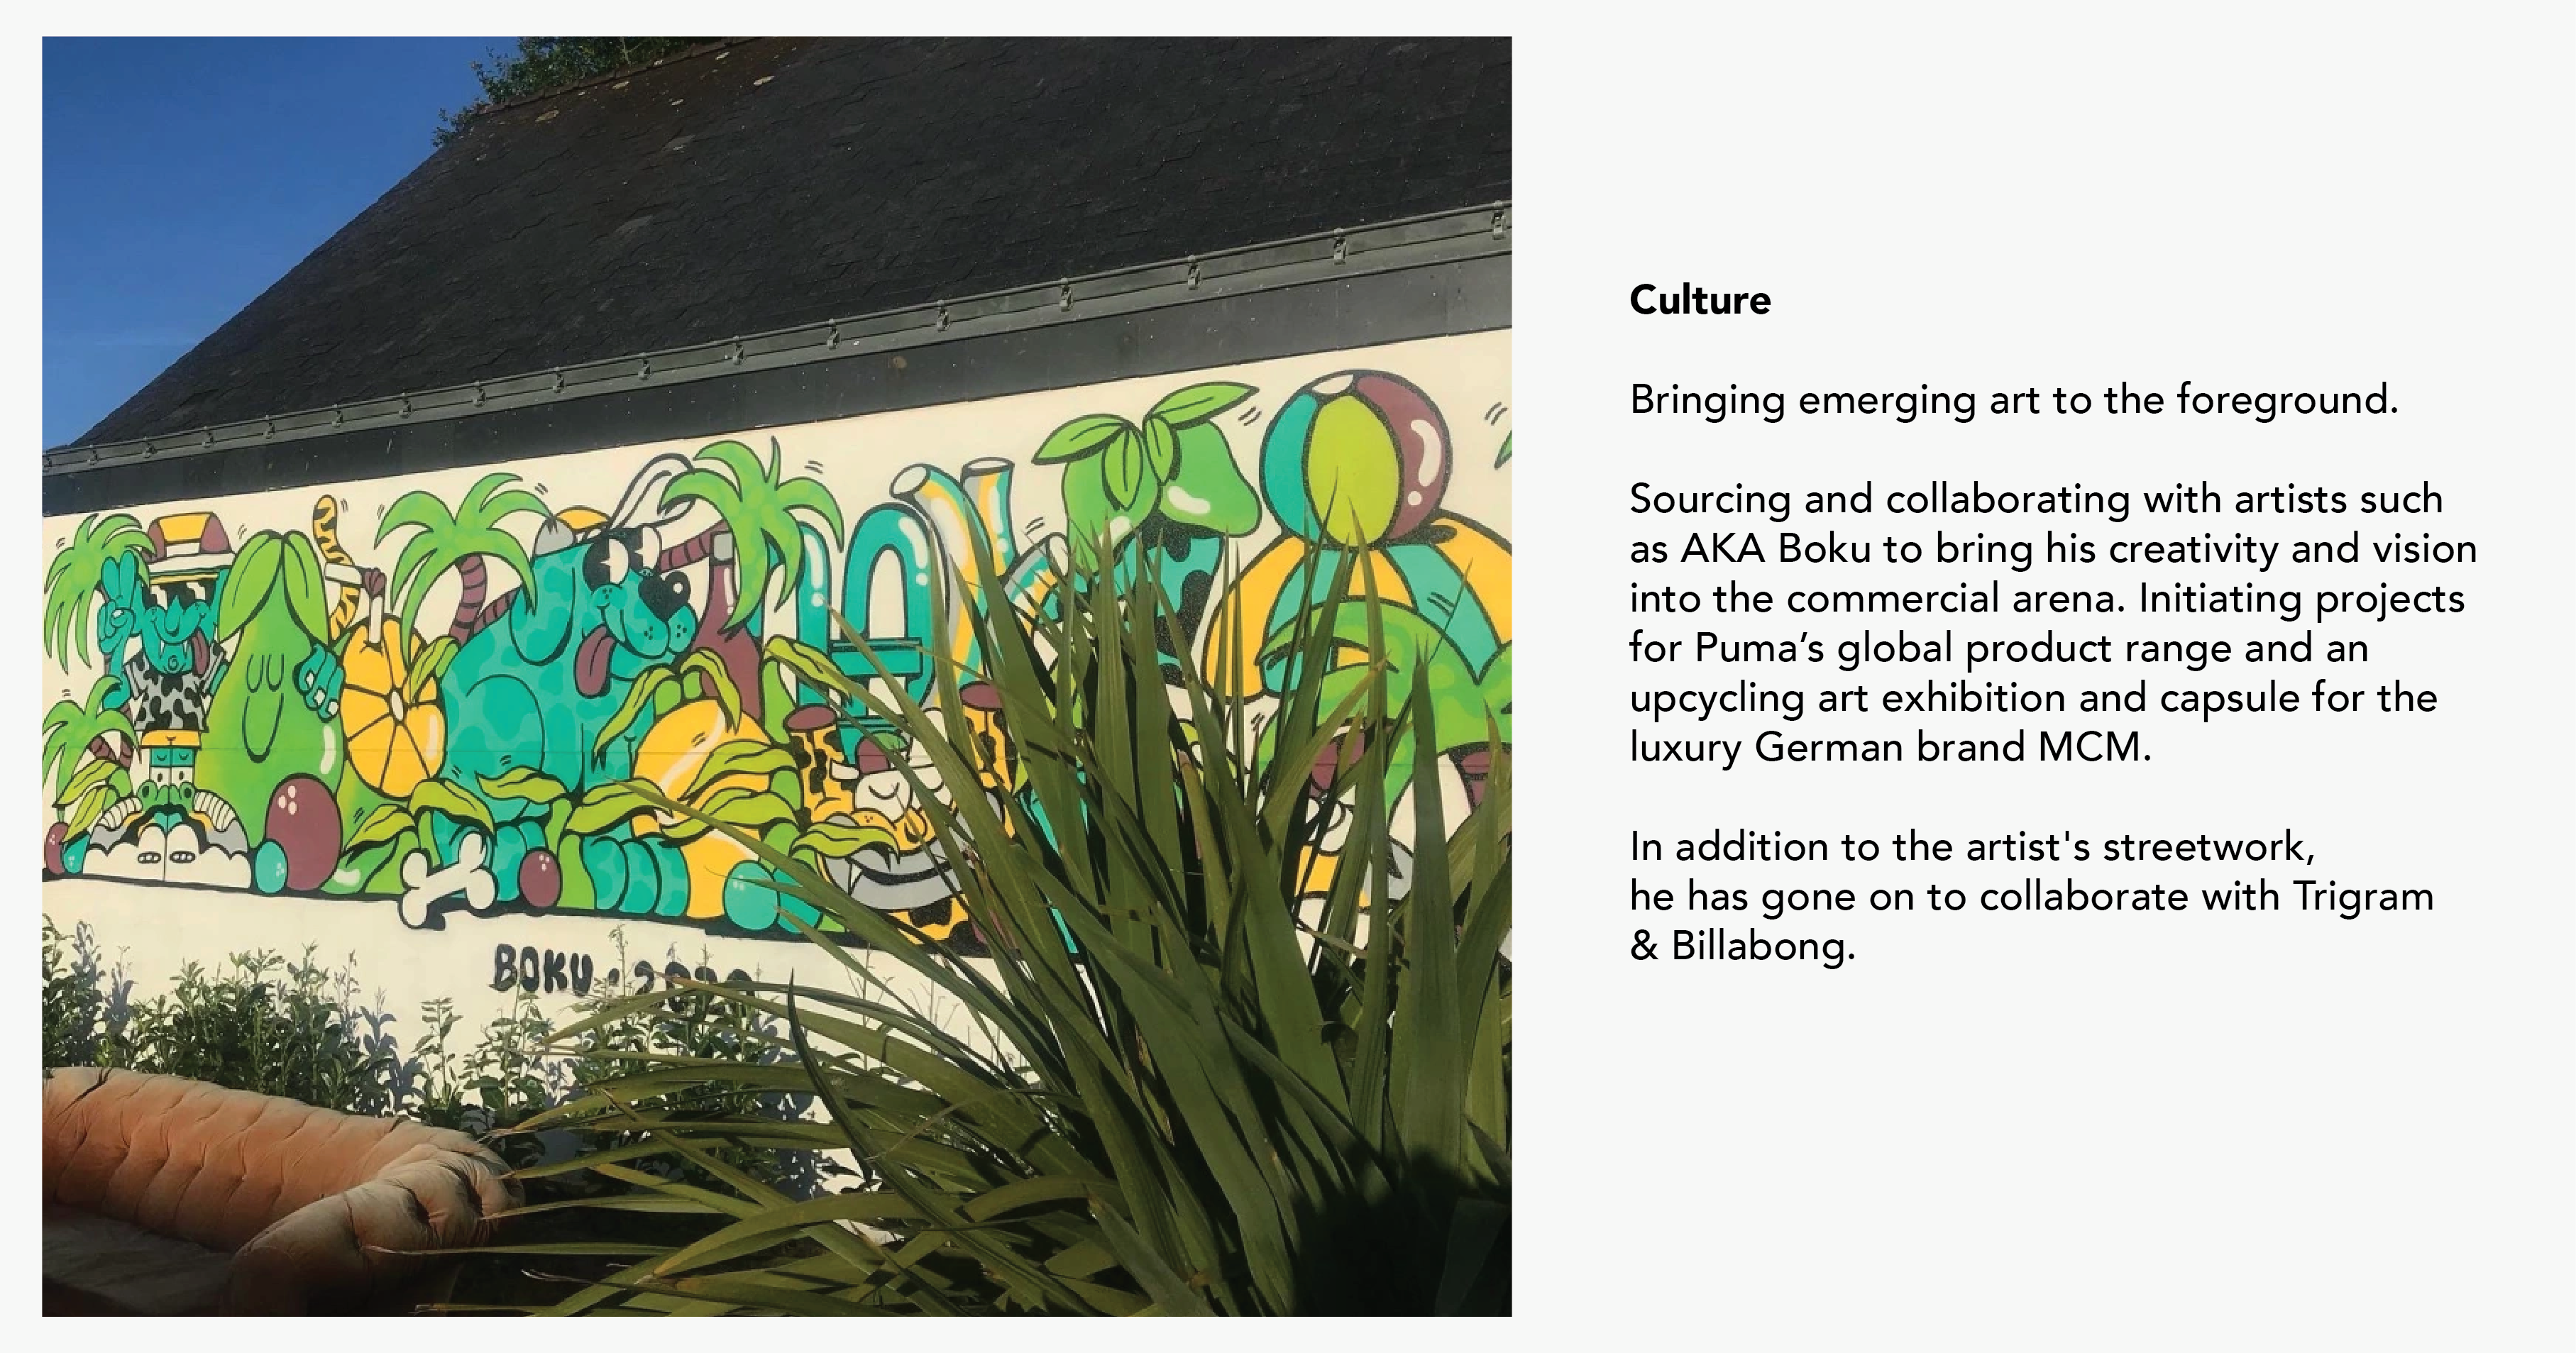 BOKU
Culture
Bringing emerging art to the foreground.
Sourcing and collaborating with artists such
as AKA Boku to bring his creativity and vision
into the commercial arena. Initiating projects
for Puma’s global product range and an
upcycling art exhibition and capsule for the
luxury German brand MCM.
In addition to the artist's streetwork,
he has gone on to collaborate with Trigram
& Billabong.